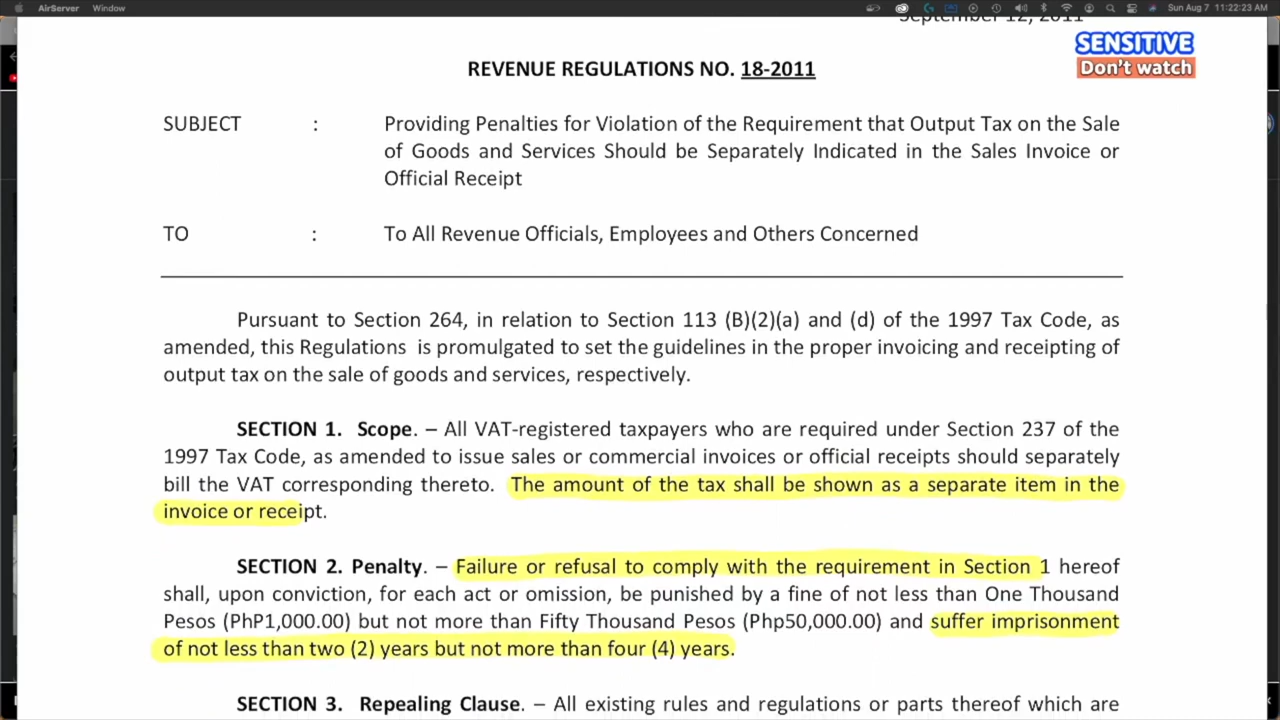 AirServer Window Sun Aug 7 11:22:23 AM
September 12, 2011
SENSITIVE
Don't watch
REVENUE REGULATIONS NO. 18-2011
SUBJECT : Providing Penalties for Violation of the Requirement that Output Tax on the Sale
of Goods and Services Should be Separately Indicated in the Sales Invoice or
Official Receipt
TO : To All Revenue Officials, Employees and Others Concerned
Pursuant to Section 264, in relation to Section 113 (B)(2)(a) and (d) of the 1997 Tax Code, as
amended, this Regulations is promulgated to set the guidelines in the proper invoicing and receipting of
output tax on the sale of goods and services, respectively.
SECTION 1. Scope. – All VAT-registered taxpayers who are required under Section 237 of the
1997 Tax Code, as amended to issue sales or commercial invoices or official receipts should separately
bill the VAT corresponding thereto. The amount of the tax shall be shown as a separate item in the
invoice or receipt.
SECTION 2. Penalty. – Failure or refusal to comply with the requirement in Section 1 hereof
shall, upon conviction, for each act or omission, be punished by a fine of not less than One Thousand
Pesos (PhP1,000.00) but not more than Fifty Thousand Pesos (Php50,000.00) and suffer imprisonment
of not less than two (2) years but not more than four (4) years.
SECTION 3. Repealing Clause. – All existing rules and regulations or parts thereof which are